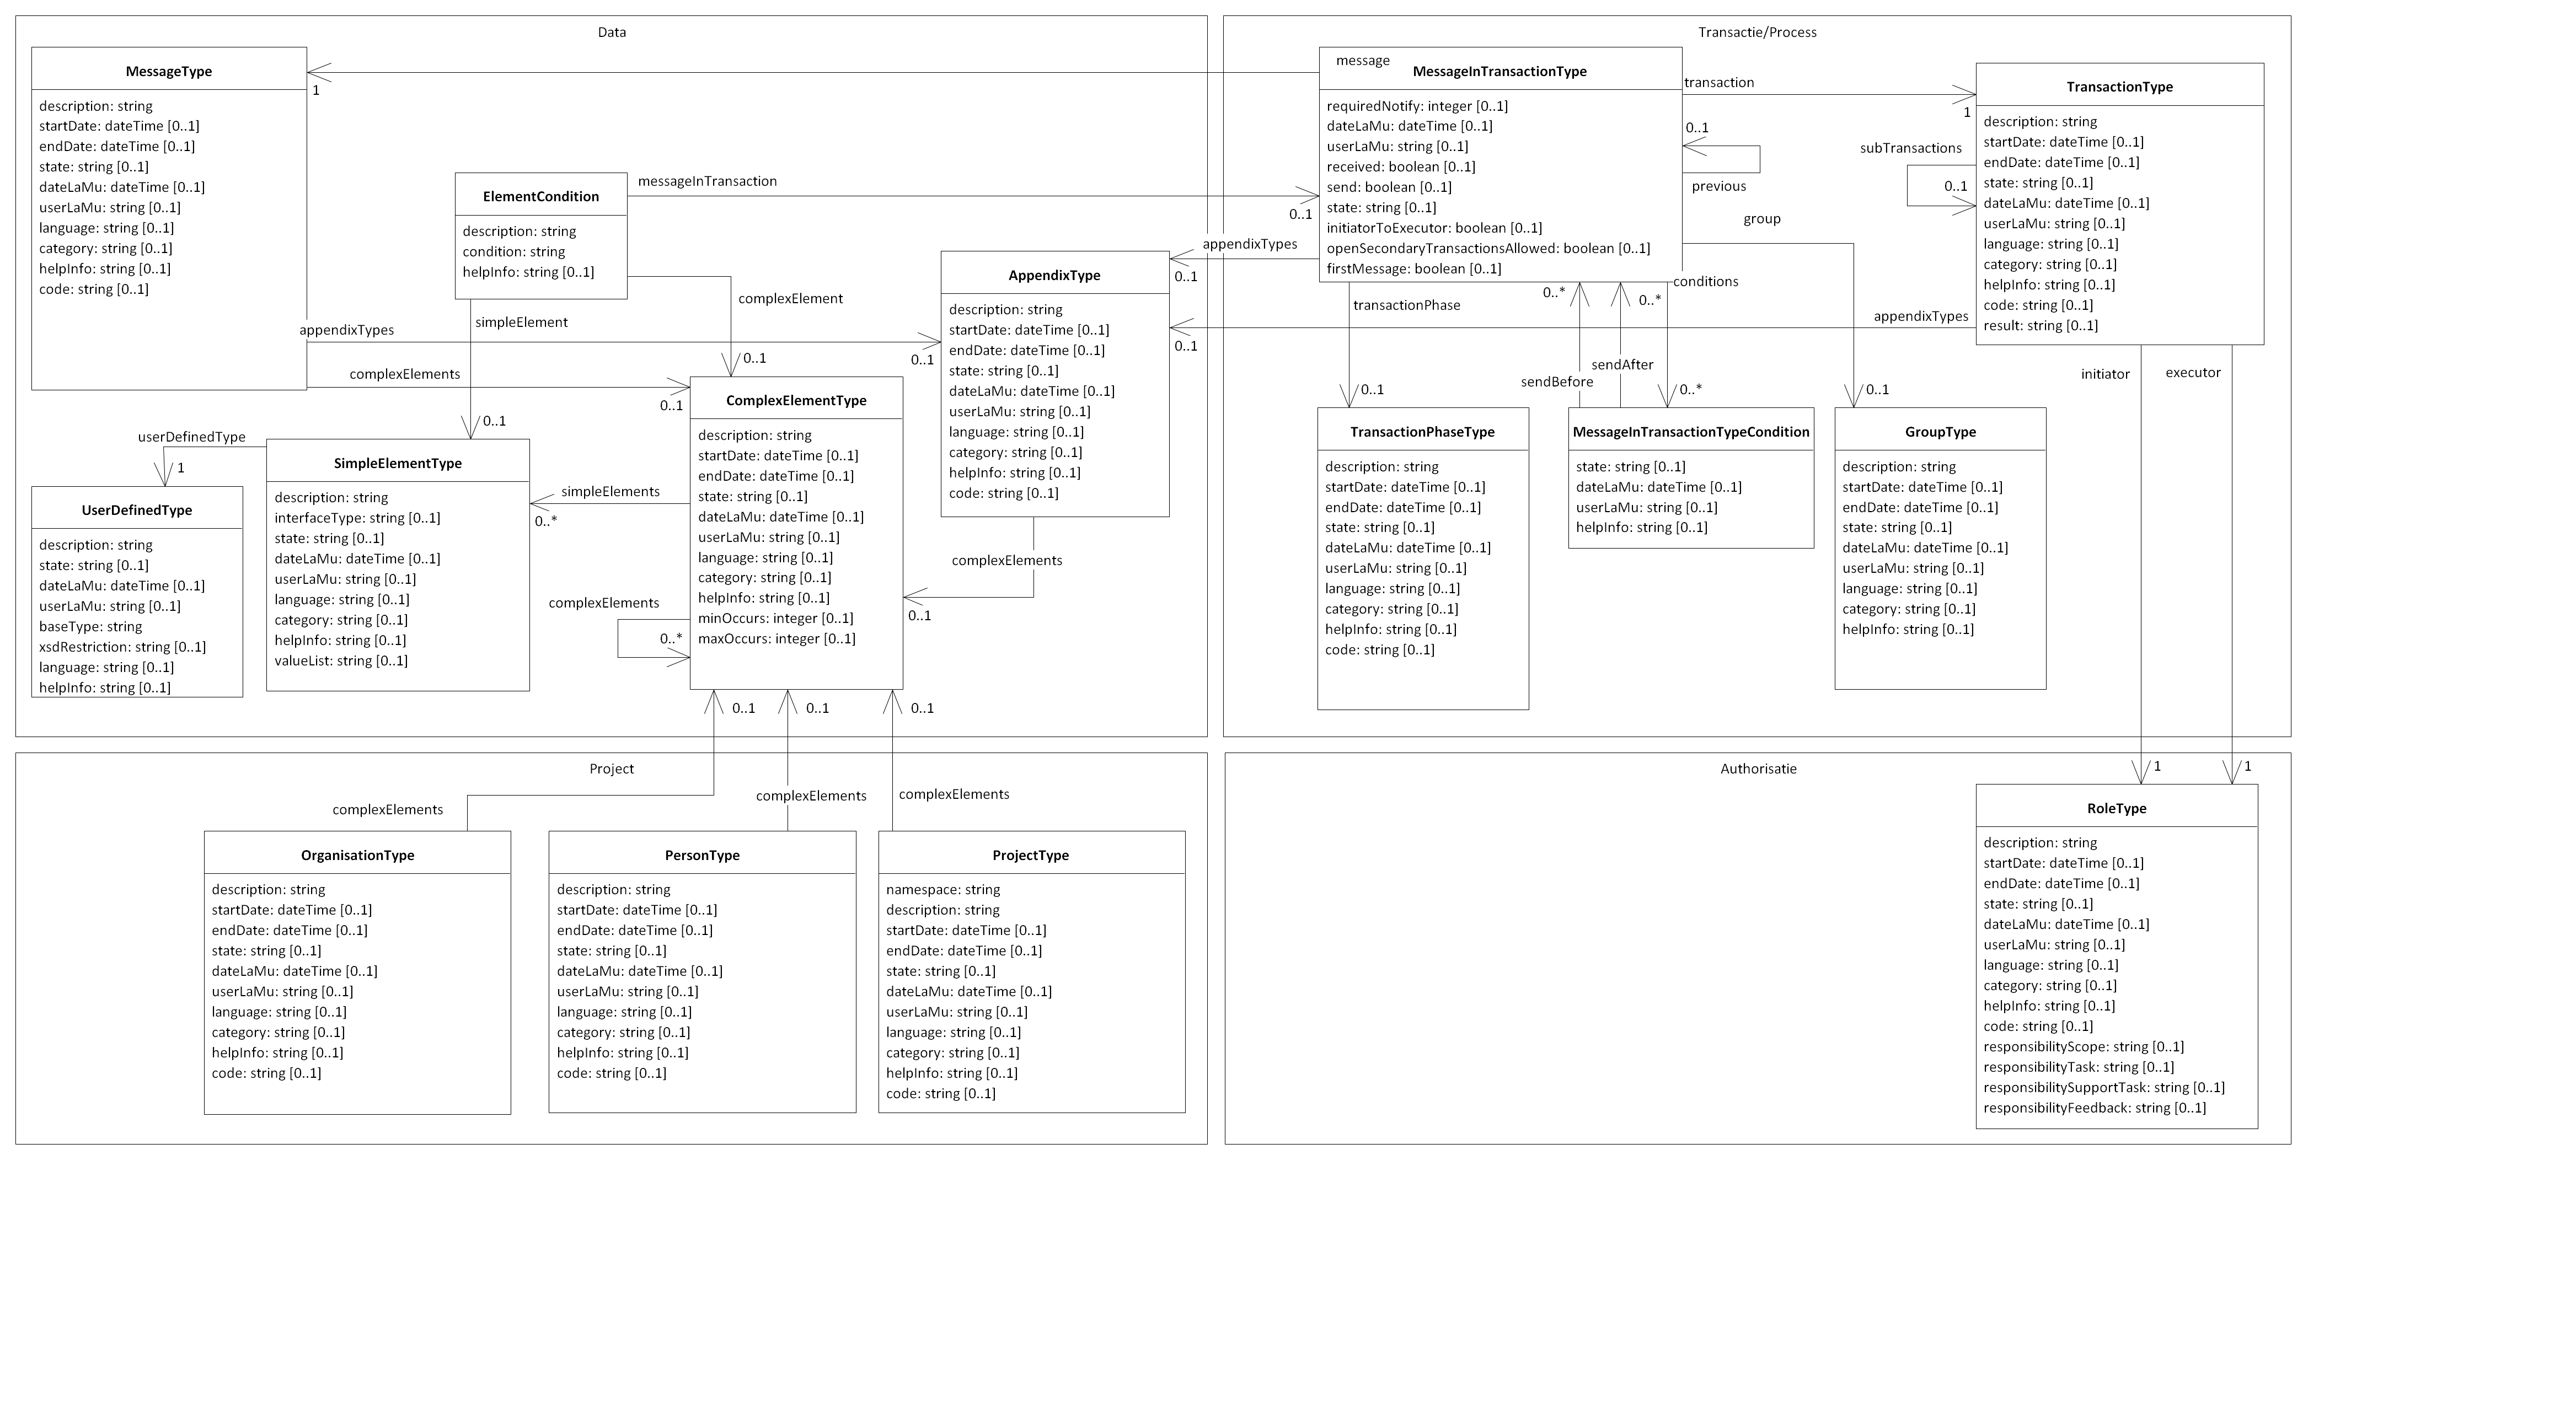 Data
MessageType
description: string
startDate: dateTime [0..1]
endDate: dateTime [0..1]
state: string [0..1]
dateLaMu: dateTime [0..1]
userLaMu: string [0..1]
language: string [0..1]
category: string [0..1]
helpInfo: string [0..1]
code: string [0..1]
1
ElementCondition
description: string
condition: string
helpInfo: string [0..1]
messageInTransaction
0..1
complexElement
0..1
simpleElement
0..1
appendixTypes
0..1
complexElements
0..1
AppendixType
description: string
startDate: dateTime [0..1]
endDate: dateTime [0..1]
state: string [0..1]
dateLaMu: dateTime [0..1]
userLaMu: string [0..1]
language: string [0..1]
category: string [0..1]
helpInfo: string [0..1]
code: string [0..1]
complexElements
0..1
ComplexElementType
description: string
startDate: dateTime [0..1]
endDate: dateTime [0..1]
state: string [0..1]
dateLaMu: dateTime [0..1]
userLaMu: string [0..1]
language: string [0..1]
category: string [0..1]
helpInfo: string [0..1]
minOccurs: integer [0..1]
maxOccurs: integer [0..1]
simpleElements
0..*
complexElements
0..*
userDefinedType
1
SimpleElementType
description: string
interfaceType: string [0..1]
state: string [0..1]
dateLaMu: dateTime [0..1]
userLaMu: string [0..1]
language: string [0..1]
category: string [0..1]
helpInfo: string [0..1]
valueList: string [0..1]
UserDefinedType
description: string
state: string [0..1]
dateLaMu: dateTime [0..1]
userLaMu: string [0..1]
baseType: string
xsdRestriction: string [0..1]
language: string [0..1]
helpInfo: string [0..1]
0..1
0..1
0..1
Transactie/Process
message
MessageInTransactionType
requiredNotify: integer [0..1]
dateLaMu: dateTime [0..1]
userLaMu: string [0..1]
received: boolean [0..1]
send: boolean [0..1]
state: string [0..1]
initiatorToExecutor: boolean [0..1]
openSecondaryTransactionsAllowed: boolean [0..1]
firstMessage: boolean [0..1]
transaction
1
0..1
previous
group
0..1
appendixTypes
0..1
transactionPhase
0..1
0..*
0..*
conditions
0..*
sendBefore
sendAfter
TransactionType
description: string
startDate: dateTime [0..1]
endDate: dateTime [0..1]
state: string [0..1]
dateLaMu: dateTime [0..1]
userLaMu: string [0..1]
language: string [0..1]
category: string [0..1]
helpInfo: string [0..1]
code: string [0..1]
result: string [0..1]
subTransactions
0..1
appendixTypes
0..1
initiator
executor
TransactionPhaseType
description: string
startDate: dateTime [0..1]
endDate: dateTime [0..1]
state: string [0..1]
dateLaMu: dateTime [0..1]
userLaMu: string [0..1]
language: string [0..1]
category: string [0..1]
helpInfo: string [0..1]
code: string [0..1]
MessageInTransactionTypeCondition
state: string [0..1]
dateLaMu: dateTime [0..1]
userLaMu: string [0..1]
helpInfo: string [0..1]
GroupType
description: string
startDate: dateTime [0..1]
endDate: dateTime [0..1]
state: string [0..1]
dateLaMu: dateTime [0..1]
userLaMu: string [0..1]
language: string [0..1]
category: string [0..1]
helpInfo: string [0..1]
Project
complexElements
complexElements
complexElements
OrganisationType
description: string
startDate: dateTime [0..1]
endDate: dateTime [0..1]
state: string [0..1]
dateLaMu: dateTime [0..1]
userLaMu: string [0..1]
language: string [0..1]
category: string [0..1]
helpInfo: string [0..1]
code: string [0..1]
PersonType
description: string
startDate: dateTime [0..1]
endDate: dateTime [0..1]
state: string [0..1]
dateLaMu: dateTime [0..1]
userLaMu: string [0..1]
language: string [0..1]
category: string [0..1]
helpInfo: string [0..1]
code: string [0..1]
ProjectType
namespace: string
description: string
startDate: dateTime [0..1]
endDate: dateTime [0..1]
state: string [0..1]
dateLaMu: dateTime [0..1]
userLaMu: string [0..1]
language: string [0..1]
category: string [0..1]
helpInfo: string [0..1]
code: string [0..1]
Authorisatie
1
1
RoleType
description: string
startDate: dateTime [0..1]
endDate: dateTime [0..1]
state: string [0..1]
dateLaMu: dateTime [0..1]
userLaMu: string [0..1]
language: string [0..1]
category: string [0..1]
helpInfo: string [0..1]
code: string [0..1]
responsibilityScope: string [0..1]
responsibilityTask: string [0..1]
responsibilitySupportTask: string [0..1]
responsibilityFeedback: string [0..1]